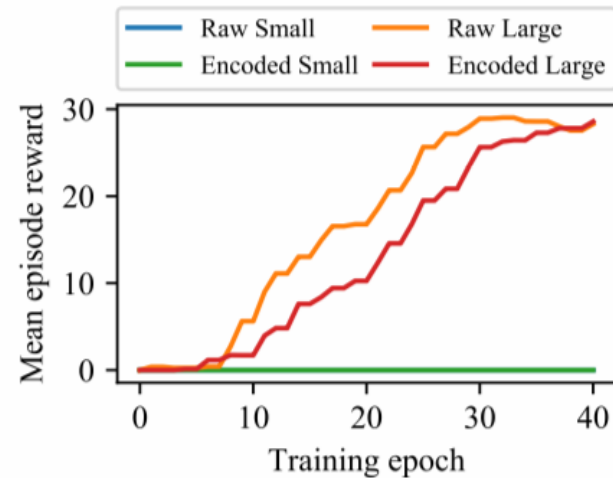 Raw Small Raw Large
Encoded Small Encoded Large
30
20
10
0
Mean episode reward
0 10 20 30 40
Training epoch